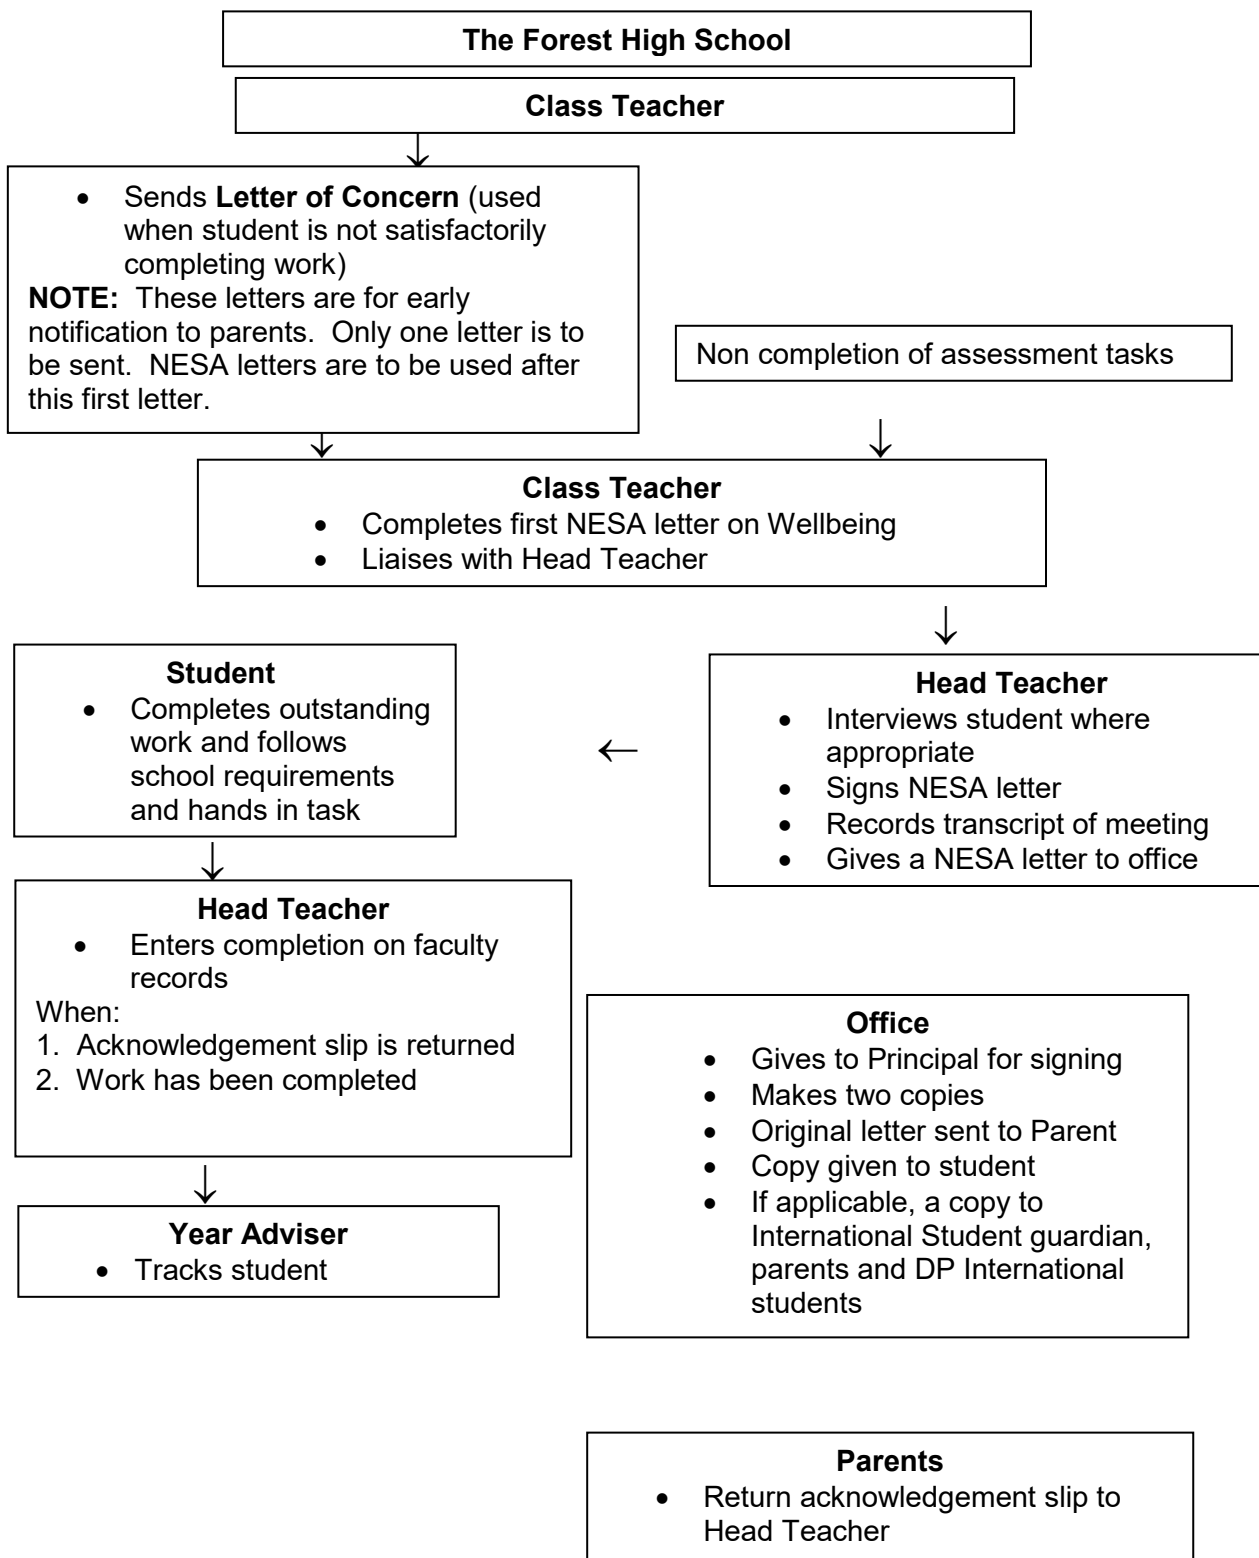 The Forest High School
Class Teacher
• Sends Letter of Concern (used
when student is not satisfactorily
completing work)
NOTE:  These letters are for early
notification to parents.  Only one letter is to
be sent.  NESA letters are to be used after
this first letter.
Non completion of assessment tasks
Class Teacher
• Completes first NESA letter on Wellbeing
• Liaises with Head Teacher
Student
• Completes outstanding
work and follows
school requirements
and hands in task
Head Teacher
• Interviews student where
appropriate
• Signs NESA letter
• Records transcript of meeting
• Gives a NESA letter to office
Head Teacher
• Enters completion on faculty
records
When:
1.  Acknowledgement slip is returned
2.  Work has been completed
Office
• Gives to Principal for signing
• Makes two copies
• Original letter sent to Parent
• Copy given to student
• If applicable, a copy to
International Student guardian,
parents and DP International
students
Year Adviser
• Tracks student
Parents
• Return acknowledgement slip to
Head Teacher